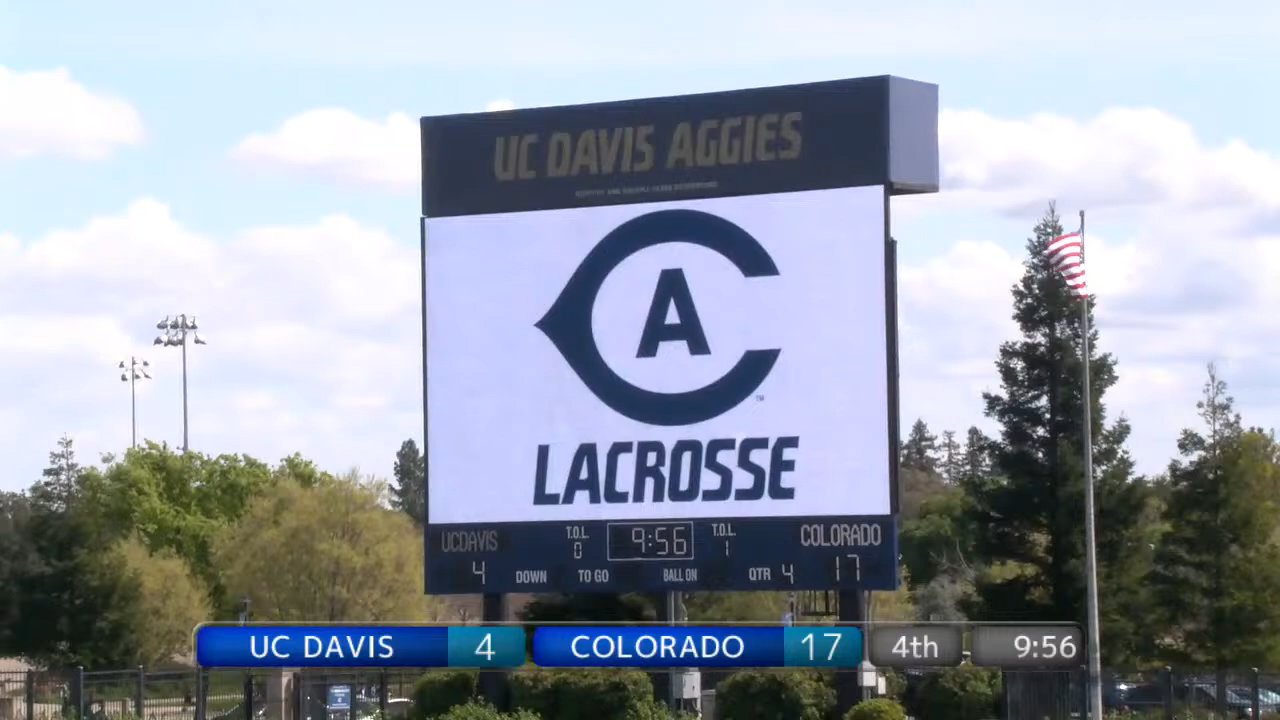 UC DAVIS AGGIES
A
TM
LACROSSE
UCDAVIS T.O.L. 9:56 T.O.L. COLORADO
0 1
4 DOWN TO GO BALL ON QTR 4 17
UC DAVIS 4 COLORADO 17 4th 9:56